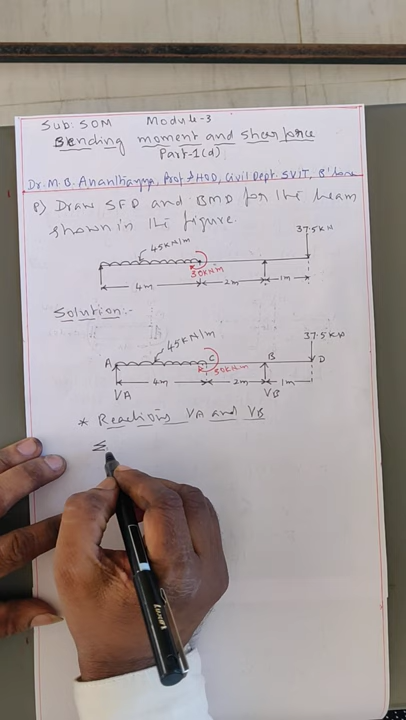 Sub: SOM Module-3
Bending moment and shear force
Part-1(d)
Dr. M. B. Ananthayya, Prof & HOD, Civil Dept. SVIT, B'lore
P) Draw SFD and BMD for the beam
shown in the figure.
45kN/m
37.5kN
30kNm
4m 2m 1m
Solution:-
45kN/m
37.5kN
A C B D
30kNm
4m 2m 1m
VA VB
* Reactions VA and VB
Σ